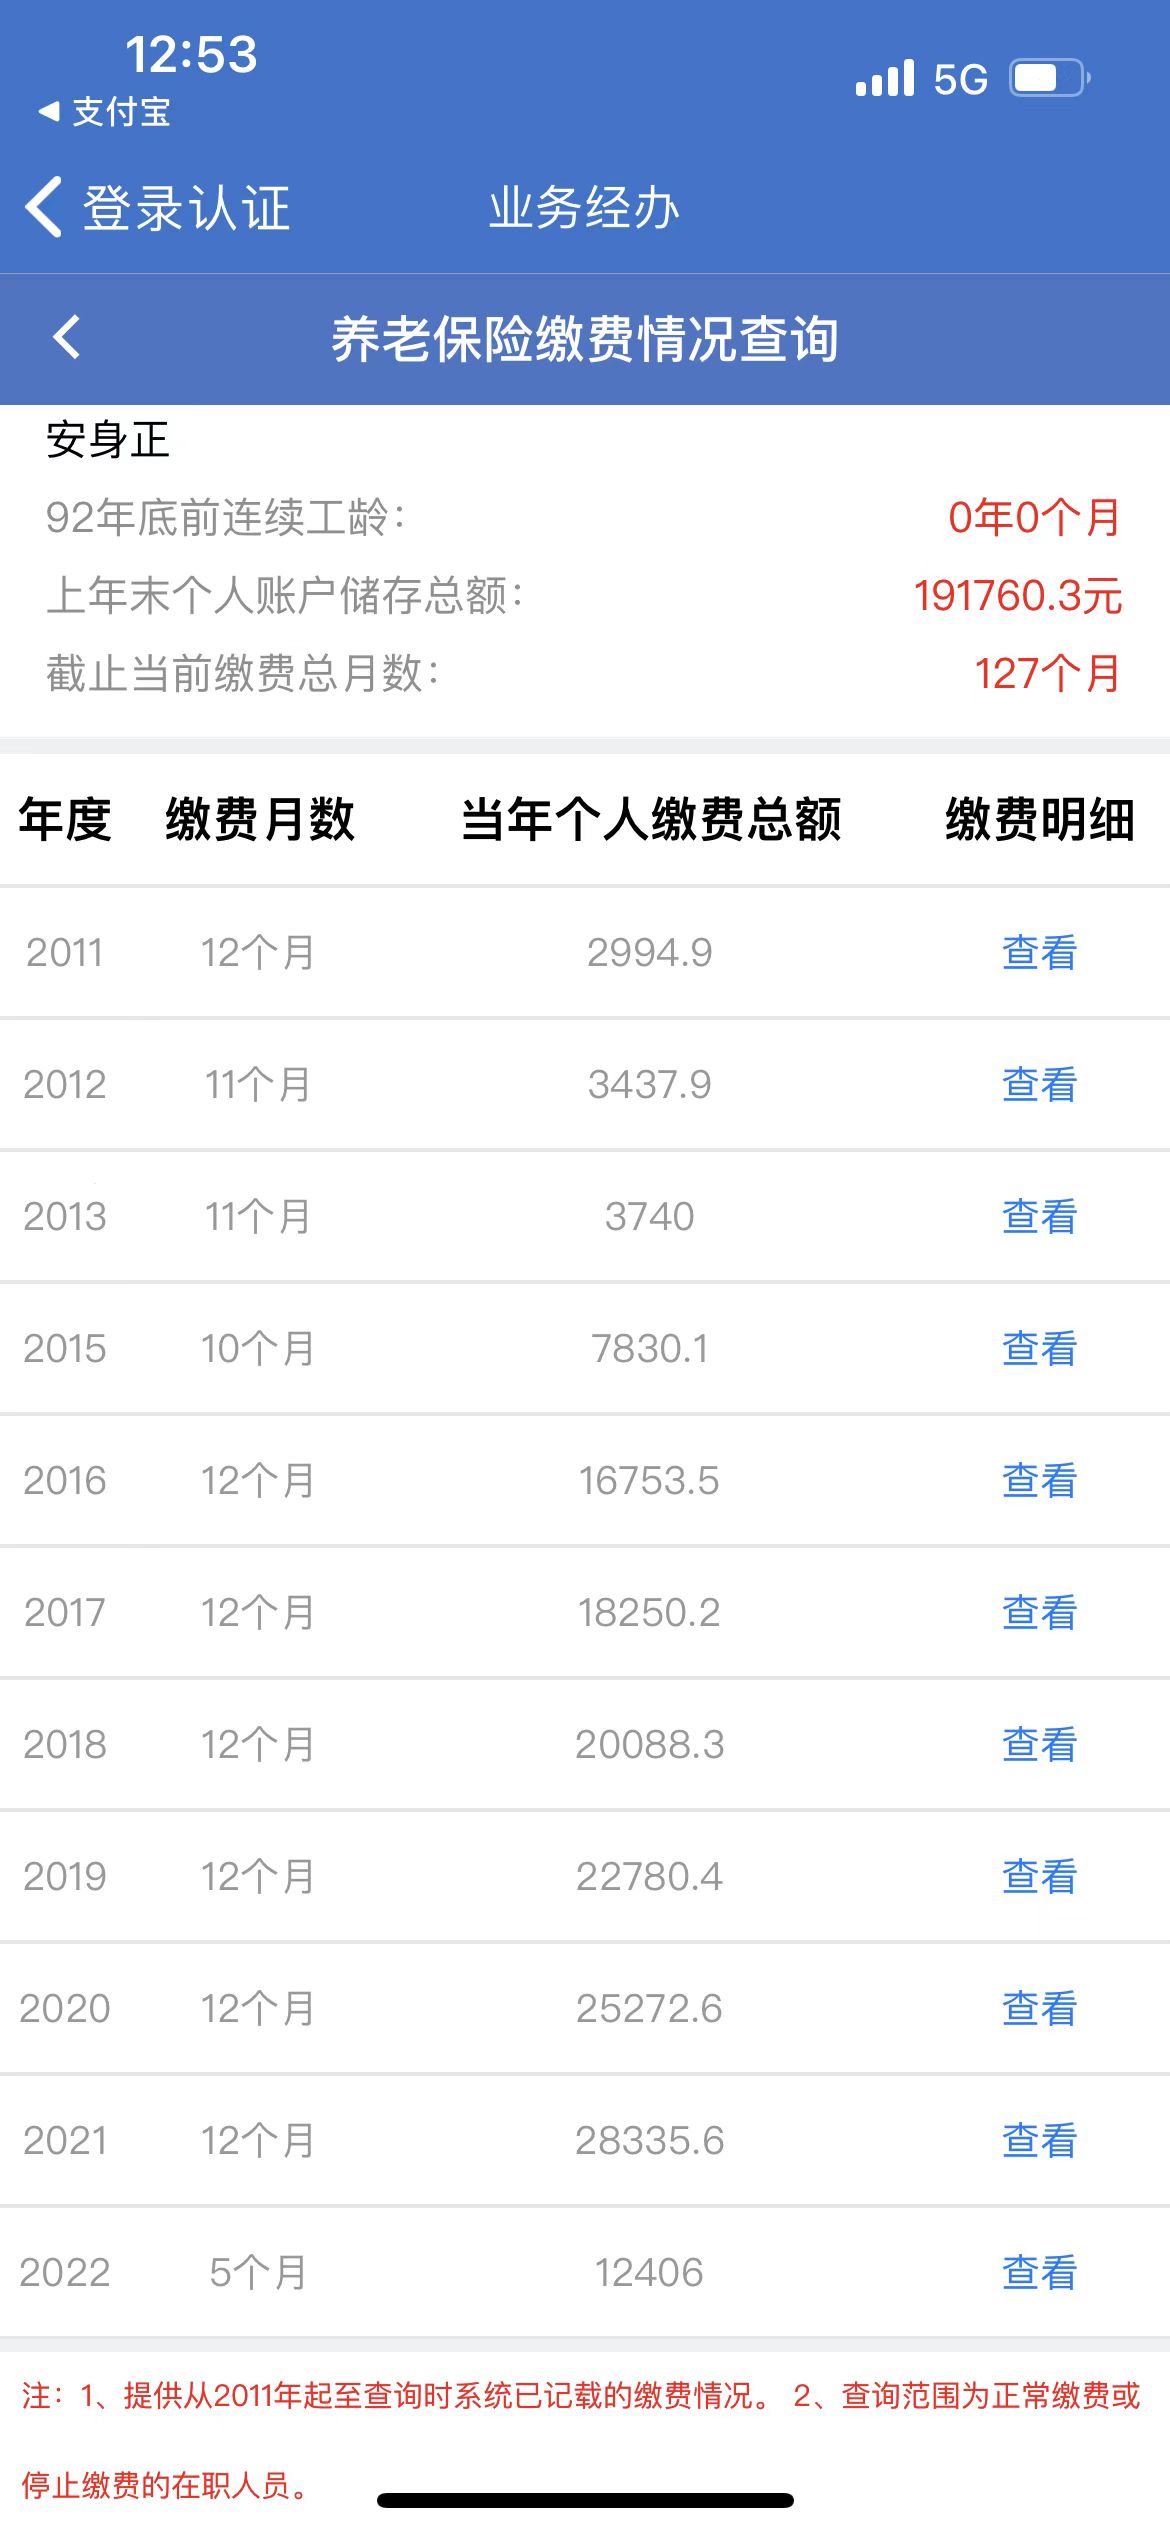 12:53
5G
支付宝
登录认证
业务经办
养老保险缴费情况查询
安身正
92年底前连续工龄: 0年0个月
上年末个人账户储存总额: 191760.3元
截止当前缴费总月数: 127个月
年度 缴费月数 当年个人缴费总额 缴费明细
2011 12个月 2994.9 查看
2012 11个月 3437.9 查看
2013 11个月 3740 查看
2015 10个月 7830.1 查看
2016 12个月 16753.5 查看
2017 12个月 18250.2 查看
2018 12个月 20088.3 查看
2019 12个月 22780.4 查看
2020 12个月 25272.6 查看
2021 12个月 28335.6 查看
2022 5个月 12406 查看
注：1、提供从2011年起至查询时系统已记载的缴费情况。 2、查询范围为正常缴费或
停止缴费的在职人员。